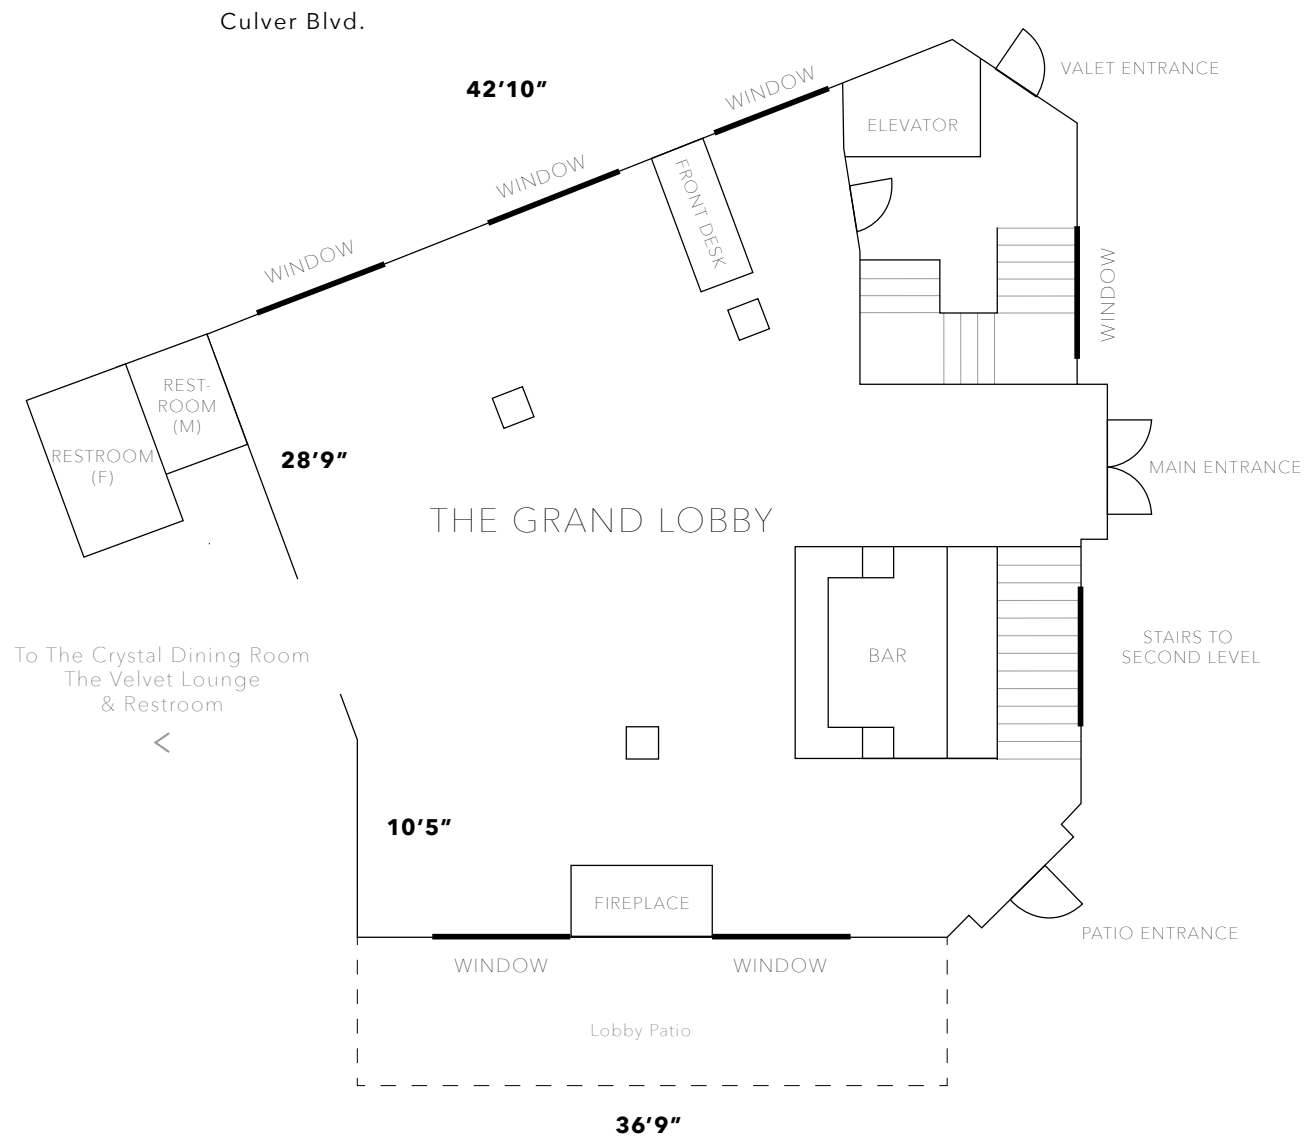 Culver Blvd.
42’10”
WINDOW
VALET ENTRANCE
ELEVATOR
WINDOW
FRONT DESK
WINDOW
WINDOW
REST-
ROOM
(M)
RESTROOM
(F)
28’9”
THE GRAND LOBBY
MAIN ENTRANCE
To The Crystal Dining Room
The Velvet Lounge
& Restroom
<
BAR
STAIRS TO
SECOND LEVEL
10’5”
FIREPLACE
PATIO ENTRANCE
WINDOW
WINDOW
Lobby Patio
36’9”